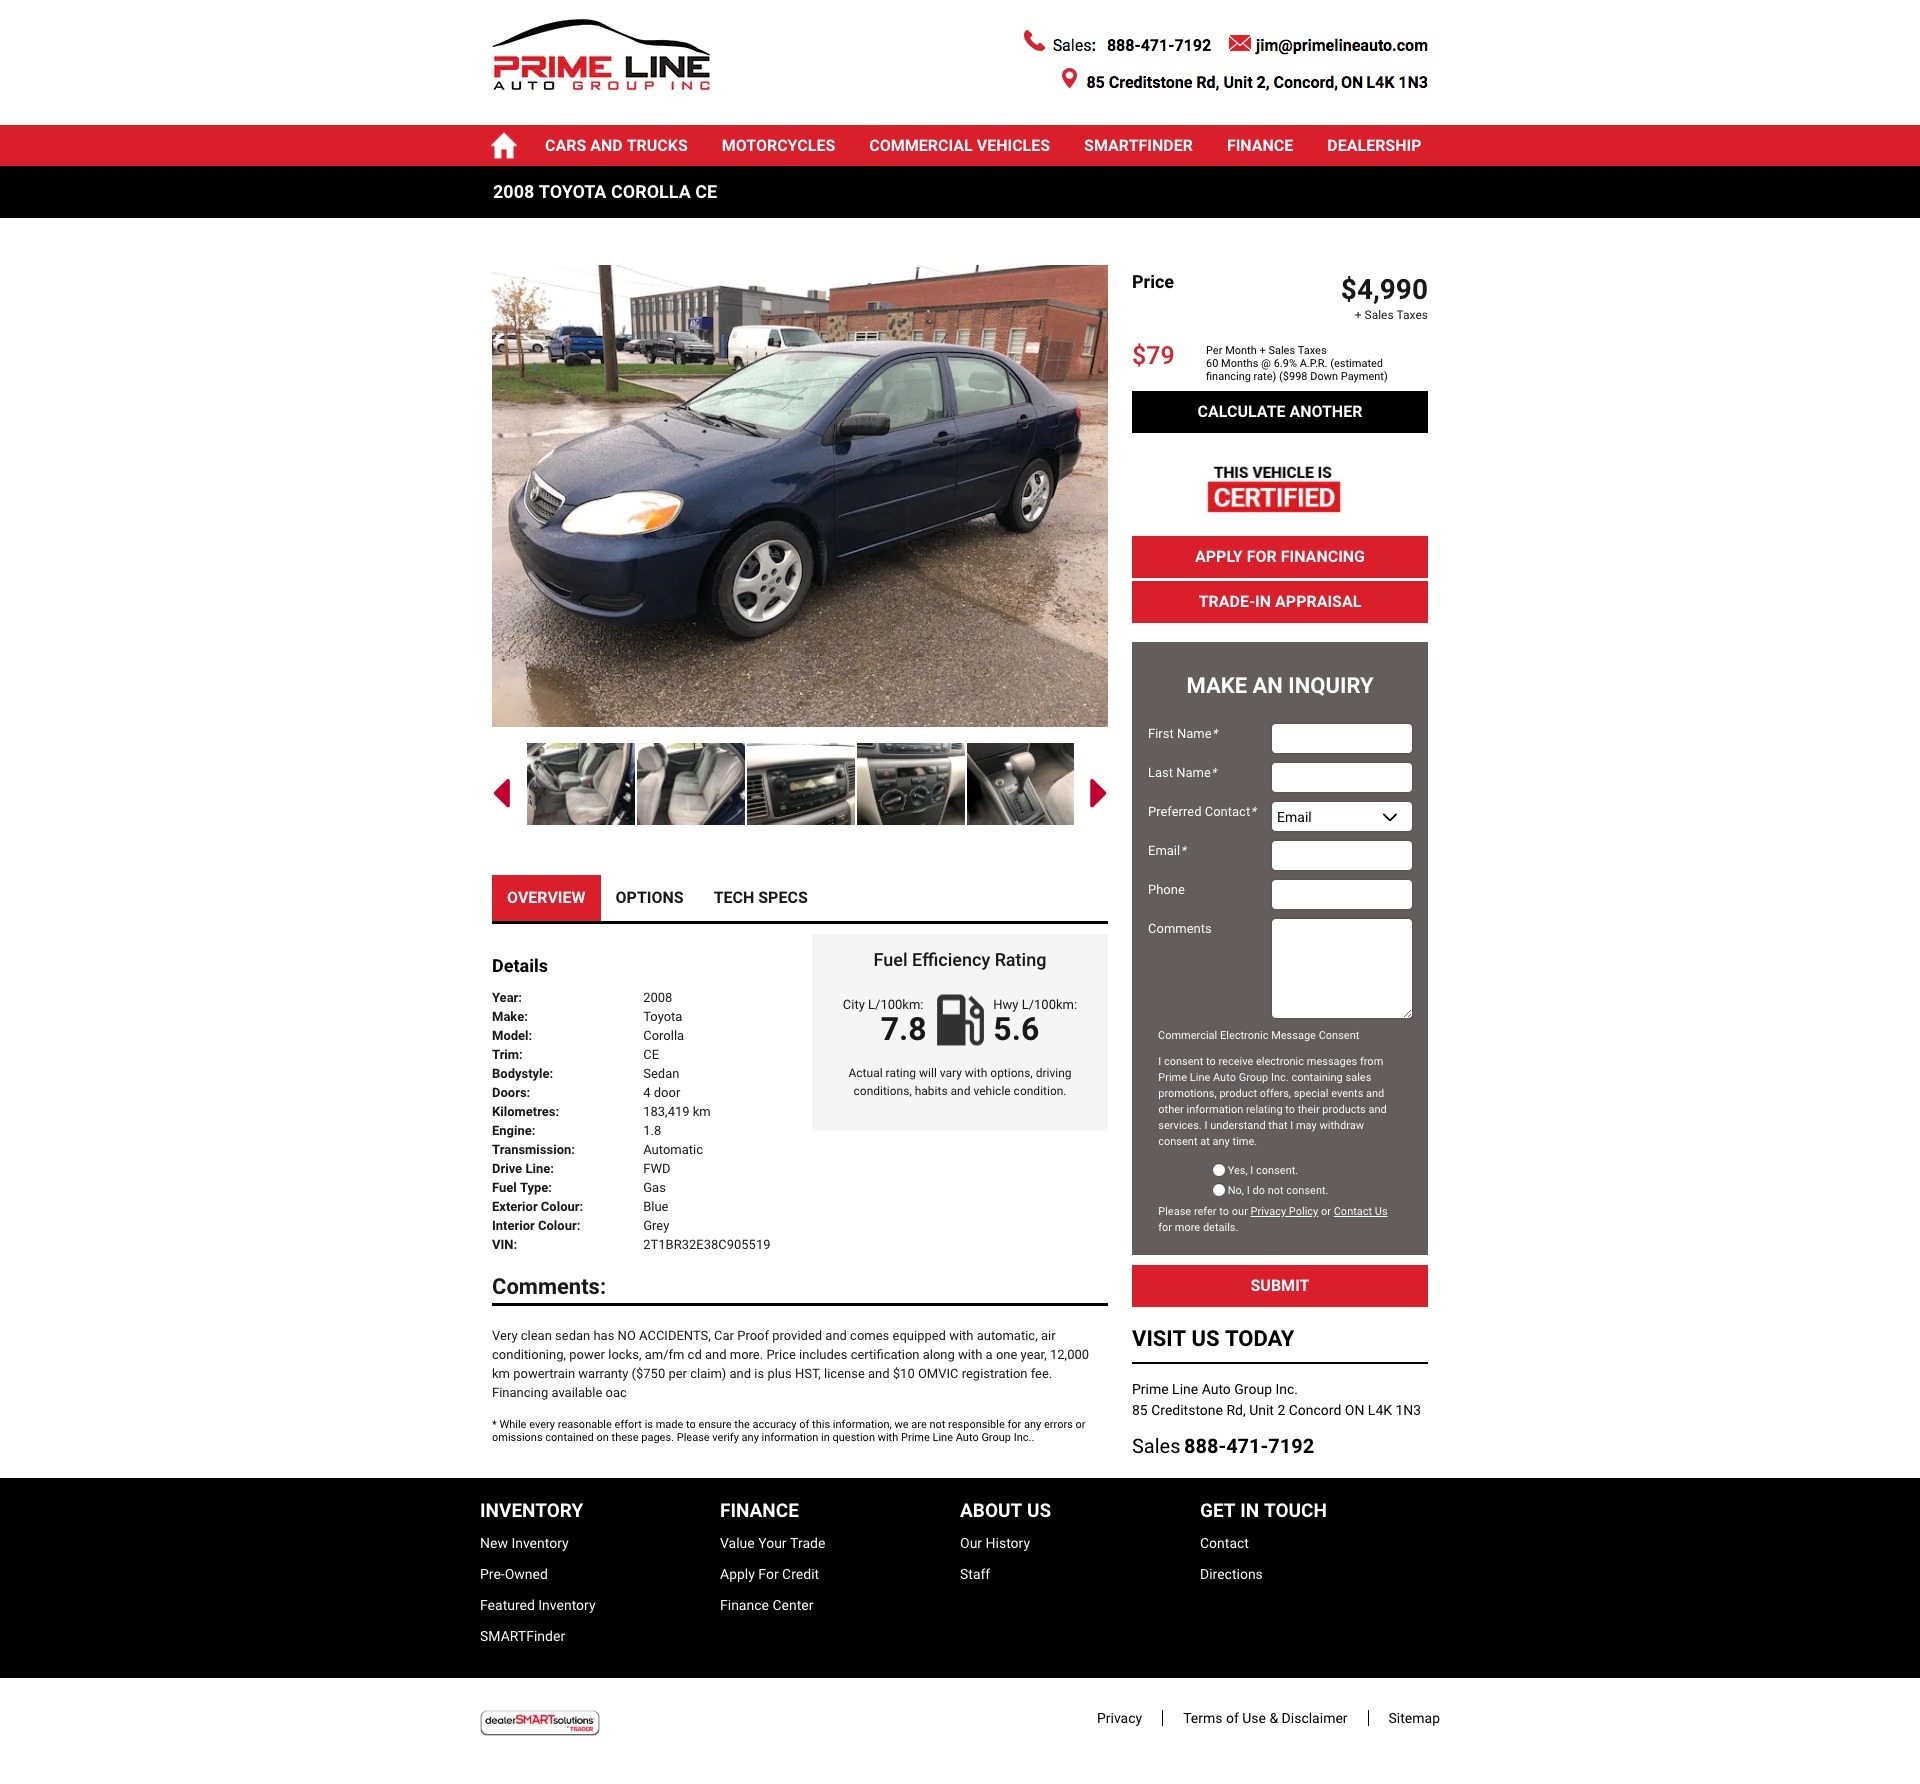 PRIME LINE
AUTO GROUP INC
Sales: 888-471-7192 jim@primelineauto.com
85 Creditstone Rd, Unit 2, Concord, ON L4K 1N3
CARS AND TRUCKS MOTORCYCLES COMMERCIAL VEHICLES SMARTFINDER FINANCE DEALERSHIP
2008 TOYOTA COROLLA CE
Price
$4,990
+ Sales Taxes
$79
Per Month + Sales Taxes
60 Months @ 6.9% A.P.R. (estimated
financing rate) ($998 Down Payment)
CALCULATE ANOTHER
THIS VEHICLE IS
CERTIFIED
APPLY FOR FINANCING
TRADE-IN APPRAISAL
MAKE AN INQUIRY
First Name*
Last Name*
Preferred Contact* Email
Email*
Phone
Comments
Commercial Electronic Message Consent
I consent to receive electronic messages from
Prime Line Auto Group Inc. containing sales
promotions, product offers, special events and
other information relating to their products and
services. I understand that I may withdraw
consent at any time.
Yes, I consent.
No, I do not consent.
Please refer to our Privacy Policy or Contact Us
for more details.
SUBMIT
VISIT US TODAY
Prime Line Auto Group Inc.
85 Creditstone Rd, Unit 2 Concord ON L4K 1N3
Sales 888-471-7192
OVERVIEW OPTIONS TECH SPECS
Details
Year: 2008
Make: Toyota
Model: Corolla
Trim: CE
Bodystyle: Sedan
Doors: 4 door
Kilometres: 183,419 km
Engine: 1.8
Transmission: Automatic
Drive Line: FWD
Fuel Type: Gas
Exterior Colour: Blue
Interior Colour: Grey
VIN: 2T1BR32E38C905519
Fuel Efficiency Rating
City L/100km: Hwy L/100km:
7.8 5.6
Actual rating will vary with options, driving
conditions, habits and vehicle condition.
Comments:
Very clean sedan has NO ACCIDENTS, Car Proof provided and comes equipped with automatic, air
conditioning, power locks, am/fm cd and more. Price includes certification along with a one year, 12,000
km powertrain warranty ($750 per claim) and is plus HST, license and $10 OMVIC registration fee.
Financing available oac
* While every reasonable effort is made to ensure the accuracy of this information, we are not responsible for any errors or
omissions contained on these pages. Please verify any information in question with Prime Line Auto Group Inc..
INVENTORY FINANCE ABOUT US GET IN TOUCH
New Inventory Value Your Trade Our History Contact
Pre-Owned Apply For Credit Staff Directions
Featured Inventory Finance Center
SMARTFinder
dealerSMARTsolutions
TRADER
Privacy Terms of Use & Disclaimer Sitemap